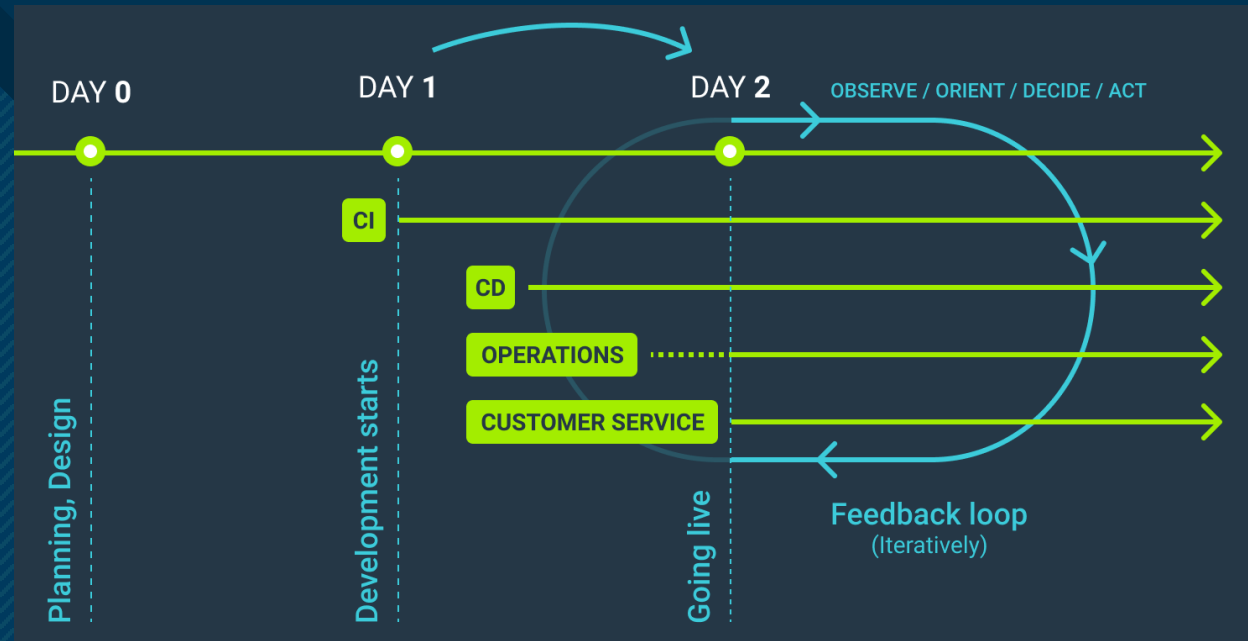 DAY 0
DAY 1
DAY 2
OBSERVE / ORIENT / DECIDE / ACT
CI
CD
OPERATIONS
CUSTOMER SERVICE
Planning, Design
Development starts
Going live
Feedback loop
(Iteratively)